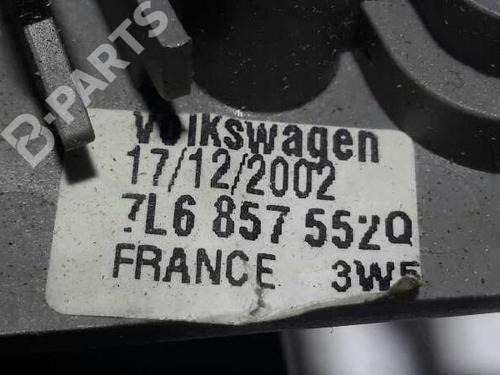 B-PARTS
Volkswagen
17/12/2002
7L6 857 552Q
FRANCE 3W5